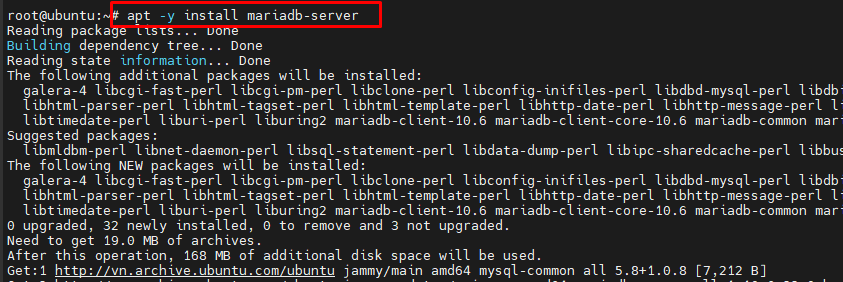 root@ubuntu:~# apt -y install mariadb-server
Reading package lists... Done
Building dependency tree... Done
Reading state information... Done
The following additional packages will be installed:
  galera-4 libcgi-fast-perl libcgi-pm-perl libclone-perl libconfig-inifiles-perl libdbd-mysql-perl libdbi
  libhtml-parser-perl libhtml-tagset-perl libhtml-template-perl libhttp-date-perl libhttp-message-perl li
  libtimedate-perl liburi-perl liburing2 mariadb-client-10.6 mariadb-client-core-10.6 mariadb-common mar
Suggested packages:
  libmldbm-perl libnet-daemon-perl libsql-statement-perl libdata-dump-perl libipc-sharedcache-perl libbus
The following NEW packages will be installed:
  galera-4 libcgi-fast-perl libcgi-pm-perl libclone-perl libconfig-inifiles-perl libdbd-mysql-perl libdbi
  libhtml-parser-perl libhtml-tagset-perl libhtml-template-perl libhttp-date-perl libhttp-message-perl li
  libtimedate-perl liburi-perl liburing2 mariadb-client-10.6 mariadb-client-core-10.6 mariadb-common mar
0 upgraded, 32 newly installed, 0 to remove and 3 not upgraded.
Need to get 19.0 MB of archives.
After this operation, 168 MB of additional disk space will be used.
Get:1 http://vn.archive.ubuntu.com/ubuntu jammy/main amd64 mysql-common all 5.8+1.0.8 [7,212 B]